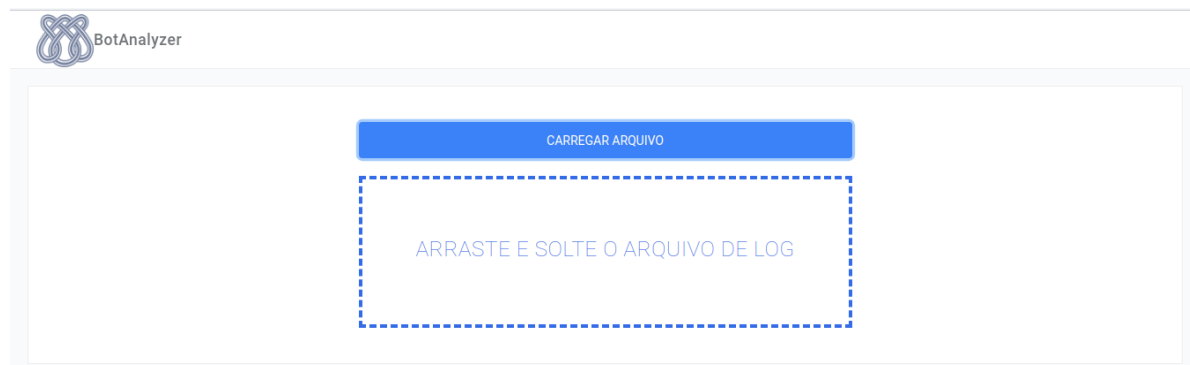 BotAnalyzer
CARREGAR ARQUIVO
ARRASTE E SOLTE O ARQUIVO DE LOG